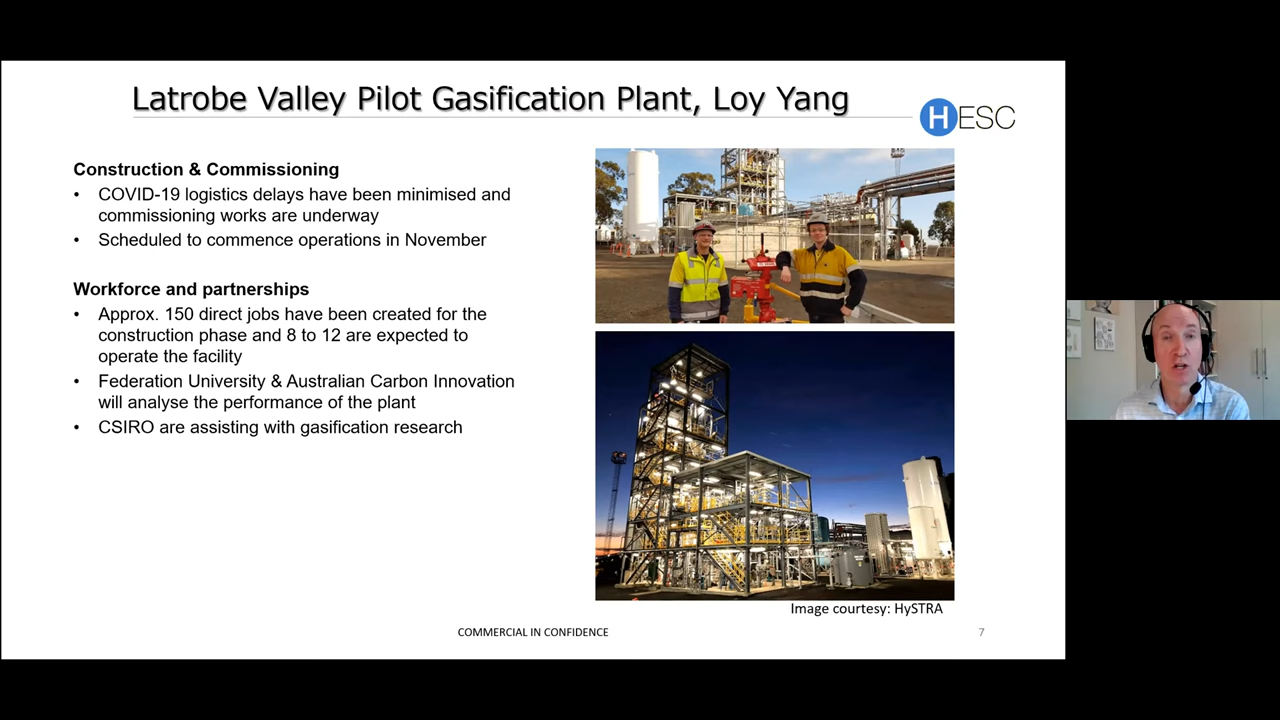 Latrobe Valley Pilot Gasification Plant, Loy Yang
HESC
Construction & Commissioning
• COVID-19 logistics delays have been minimised and
commissioning works are underway
• Scheduled to commence operations in November
Workforce and partnerships
• Approx. 150 direct jobs have been created for the
construction phase and 8 to 12 are expected to
operate the facility
• Federation University & Australian Carbon Innovation
will analyse the performance of the plant
• CSIRO are assisting with gasification research
Image courtesy: HySTRA
COMMERCIAL IN CONFIDENCE
7